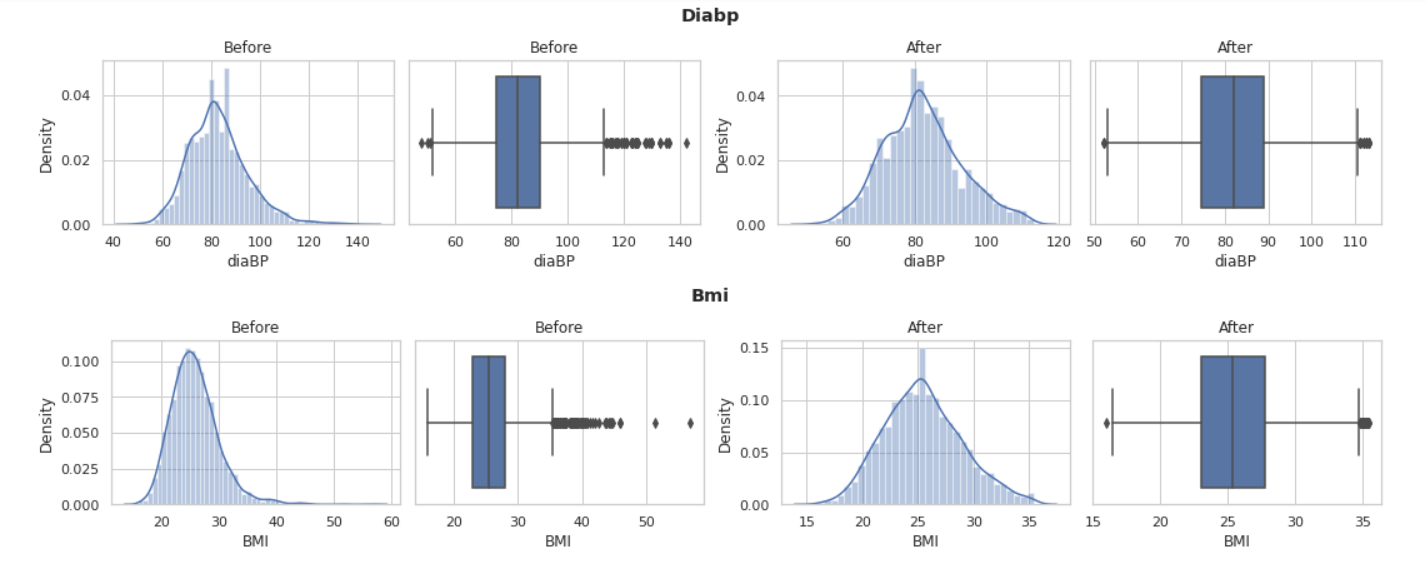 Diabp
Before Before After After
0.04
0.02
0.00
Density
40 60 80 100 120 140
diaBP
60 80 100 120 140
diaBP
0.04
0.02
0.00
Density
60 80 100 120
diaBP
50 60 70 80 90 100 110
diaBP
Bmi
Before Before After After
0.100
0.075
0.050
0.025
0.000
Density
20 30 40 50 60
BMI
20 30 40 50
BMI
0.15
0.10
0.05
0.00
Density
15 20 25 30 35
BMI
15 20 25 30 35
BMI